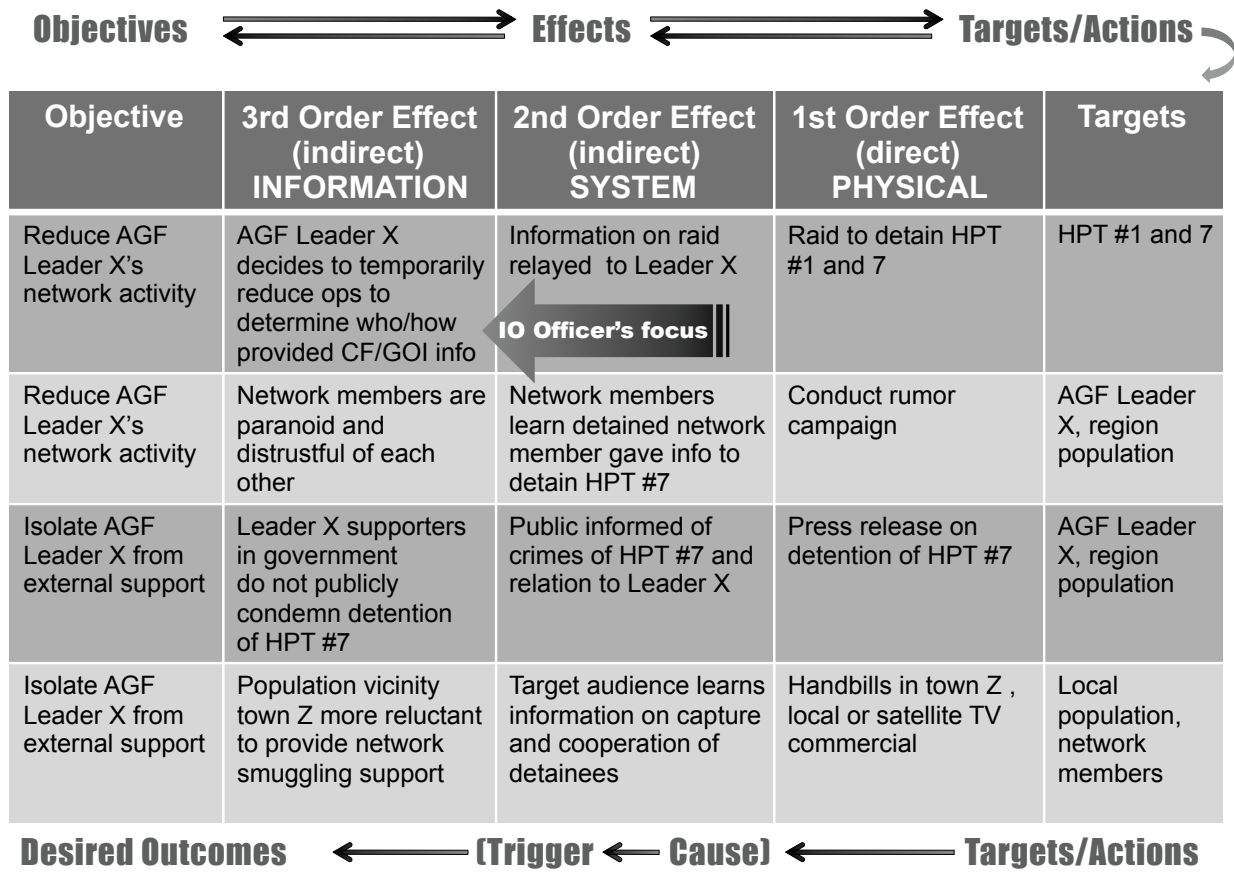 Objectives Effects Targets/Actions
Objective
3rd Order Effect
(indirect)
INFORMATION
2nd Order Effect
(indirect)
SYSTEM
1st Order Effect
(direct)
PHYSICAL
Targets
Reduce AGF
Leader X's
network activity
AGF Leader X
decides to temporarily
reduce ops to
determine who/how
provided CF/GOI info
Information on raid
relayed to Leader X
IO Officer's focus
Raid to detain HPT
#1 and 7
HPT #1 and 7
Reduce AGF
Leader X's
network activity
Network members are
paranoid and
distrustful of each
other
Network members
learn detained network
member gave info to
detain HPT #7
Conduct rumor
campaign
AGF Leader
X, region
population
Isolate AGF
Leader X from
external support
Leader X supporters
in government
do not publicly
condemn detention
of HPT #7
Public informed of
crimes of HPT #7 and
relation to Leader X
Press release on
detention of HPT #7
AGF Leader
X, region
population
Isolate AGF
Leader X from
external support
Population vicinity
town Z more reluctant
to provide network
smuggling support
Target audience learns
information on capture
and cooperation of
detainees
Handbills in town Z ,
local or satellite TV
commercial
Local
population,
network
members
Desired Outcomes (Trigger Cause) Targets/Actions